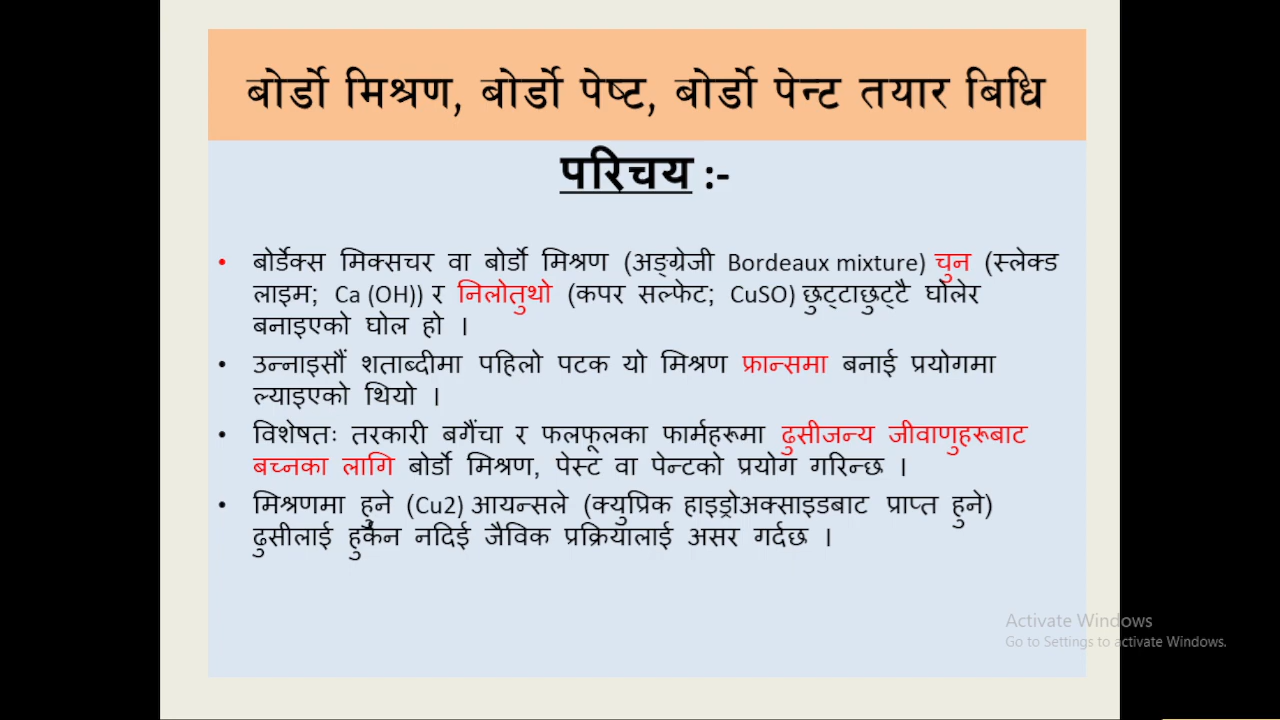 बोर्डो मिश्रण, बोर्डो पेष्ट, बोर्डो पेन्ट तयार बिधि
परिचय :-
• बोर्डेक्स मिक्सचर वा बोर्डो मिश्रण (अङ्ग्रेजी Bordeaux mixture) चुन (स्लेक्ड
लाइम; Ca (OH)) र निलोतुथो (कपर सल्फेट; CuSO) छुट्टाछुट्टै घोलेर
बनाइएको घोल हो ।
• उन्नाइसौं शताब्दीमा पहिलो पटक यो मिश्रण फ्रान्समा बनाई प्रयोगमा
ल्याइएको थियो ।
• विशेषतः तरकारी बगैंचा र फलफूलका फार्महरूमा ढुसीजन्य जीवाणुहरूबाट
बच्नका लागि बोर्डो मिश्रण, पेस्ट वा पेन्टको प्रयोग गरिन्छ ।
• मिश्रणमा हुने (Cu2) आयन्सले (क्युप्रिक हाइड्रोअक्साइडबाट प्राप्त हुने)
ढुसीलाई हुर्कन नदिई जैविक प्रक्रियालाई असर गर्दछ ।
Activate Windows
Go to Settings to activate Windows.